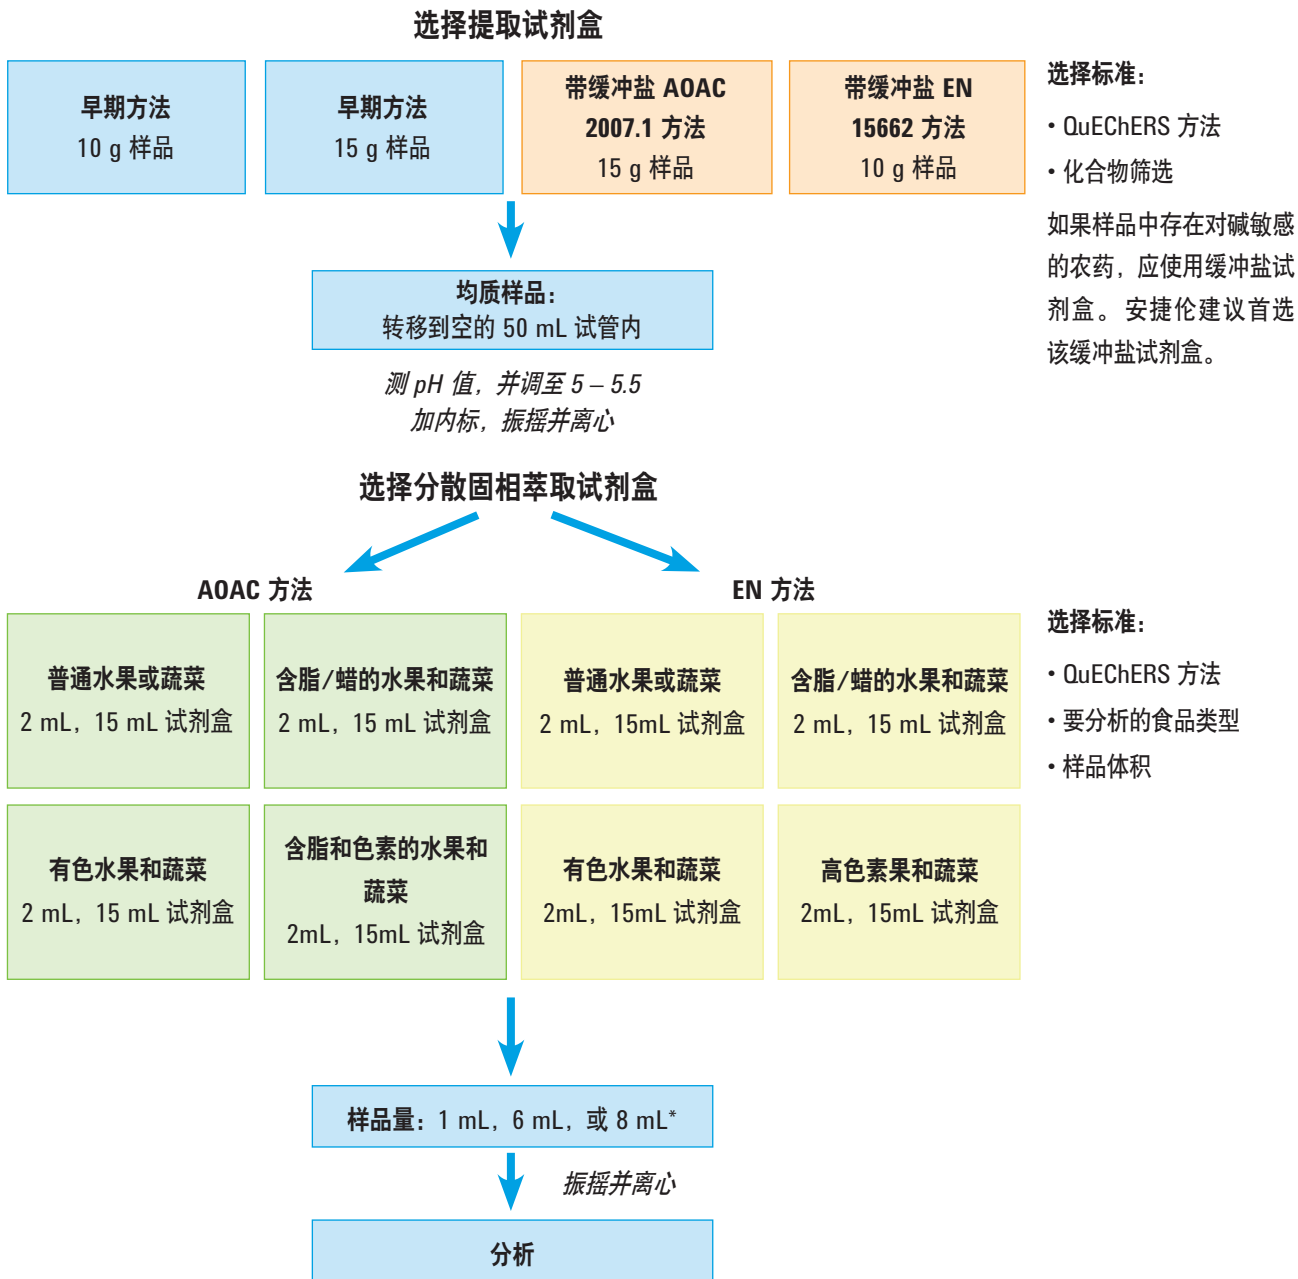 选择提取试剂盒
早期方法
10 g 样品
早期方法
15 g 样品
带缓冲盐 AOAC
2007.1 方法
15 g 样品
带缓冲盐 EN
15662 方法
10 g 样品
选择标准：
• QuEChERS 方法
• 化合物筛选
如果样品中存在对碱敏感
的农药，应使用缓冲盐试
剂盒。安捷伦建议首选
该缓冲盐试剂盒。
均质样品：
转移到空的 50 mL 试管内
测 pH 值，并调至 5 – 5.5
加内标，振摇并离心
选择分散固相萃取试剂盒
AOAC 方法
EN 方法
普通水果或蔬菜
2 mL，15 mL 试剂盒
含脂/蜡的水果和蔬菜
2 mL，15 mL 试剂盒
普通水果或蔬菜
2 mL，15mL 试剂盒
含脂/蜡的水果和蔬菜
2 mL，15 mL 试剂盒
选择标准：
• QuEChERS 方法
• 要分析的食品类型
• 样品体积
有色水果和蔬菜
2 mL，15 mL 试剂盒
含脂和色素的水果和
蔬菜
2mL，15mL 试剂盒
有色水果和蔬菜
2mL，15mL 试剂盒
高色素果和蔬菜
2mL，15mL 试剂盒
样品量：1 mL，6 mL，或 8 mL*
振摇并离心
分析